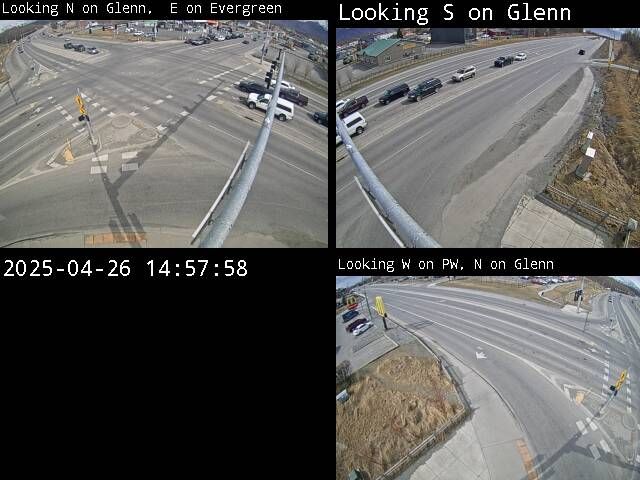 Looking N on Glenn, E on Evergreen
Looking S on Glenn
2025-04-26 14:57:58
Looking W on PW, N on Glenn